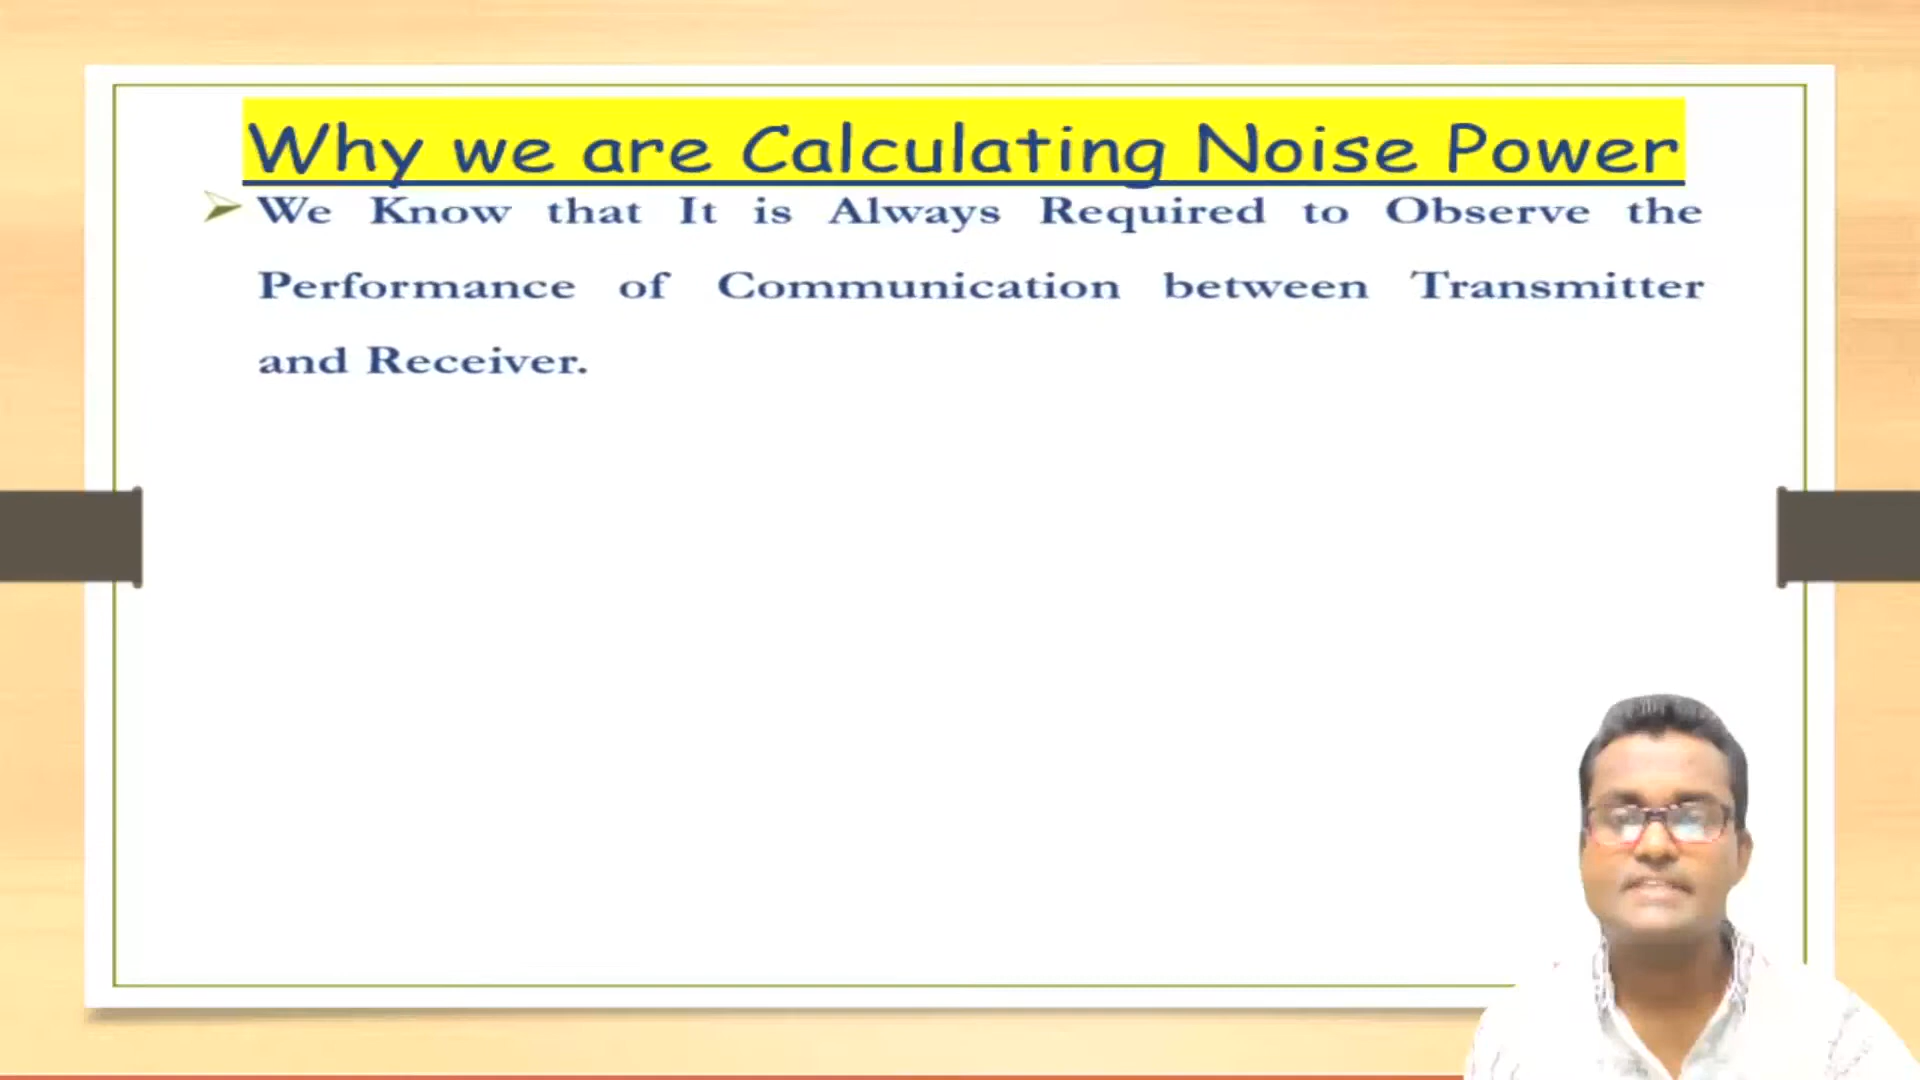 Why we are Calculating Noise Power
We Know that It is Always Required to Observe the
Performance of Communication between Transmitter
and Receiver.